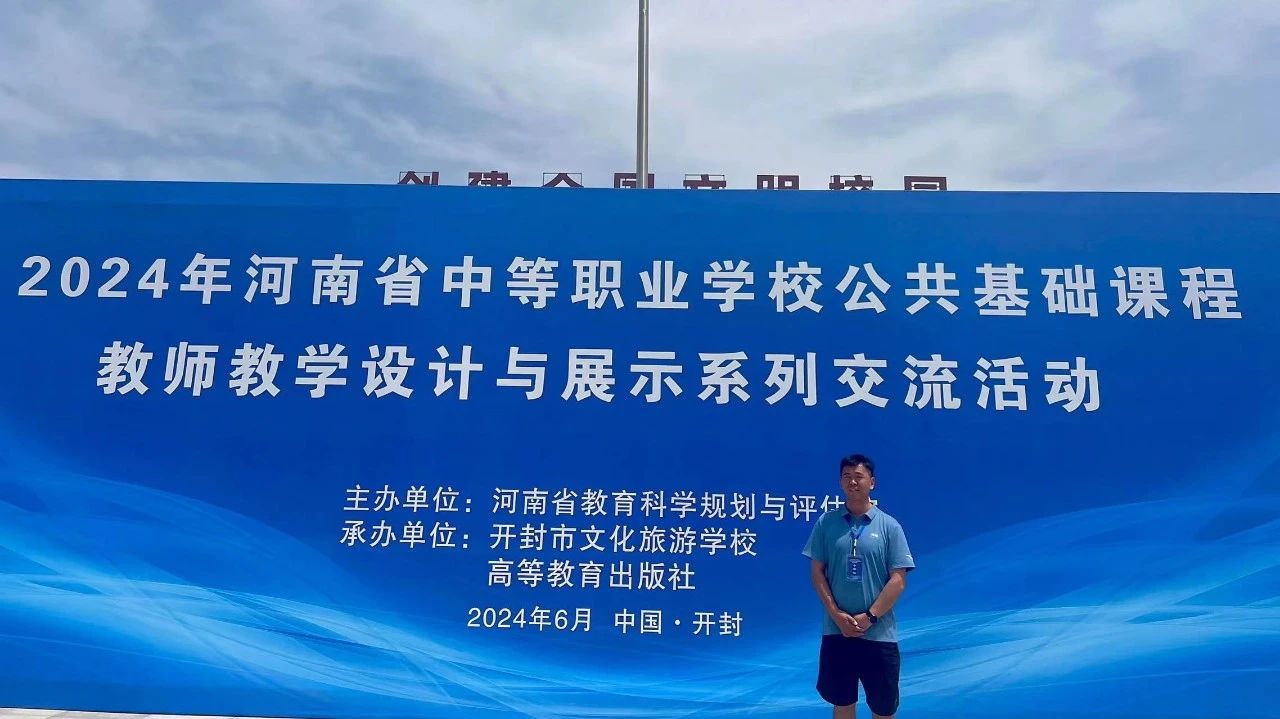 2024年河南省中等职业学校公共基础课程
教师教学设计与展示系列交流活动
主办单位：河南省教育科学规划与评估
承办单位：开封市文化旅游学校
高等教育出版社
2024年6月 中国·开封